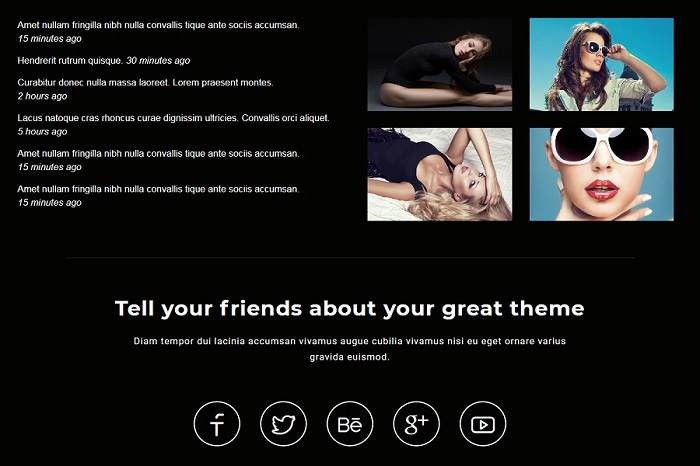 Amet nullam fringilla nibh nulla convallis tique ante sociis accumsan.
15 minutes ago
Hendrerit rutrum quisque. 30 minutes ago
Curabitur donec nulla massa laoreet. Lorem praesent montes.
2 hours ago
Lacus natoque cras rhoncus curae dignissim ultricies. Convallis orci aliquet.
5 hours ago
Amet nullam fringilla nibh nulla convallis tique ante sociis accumsan.
15 minutes ago
Amet nullam fringilla nibh nulla convallis tique ante sociis accumsan.
15 minutes ago
Tell your friends about your great theme
Diam tempor dui lacinia accumsan vivamus augue cubilia vivamus nisi eu eget ornare varius
gravida euismod.
f Bē g+